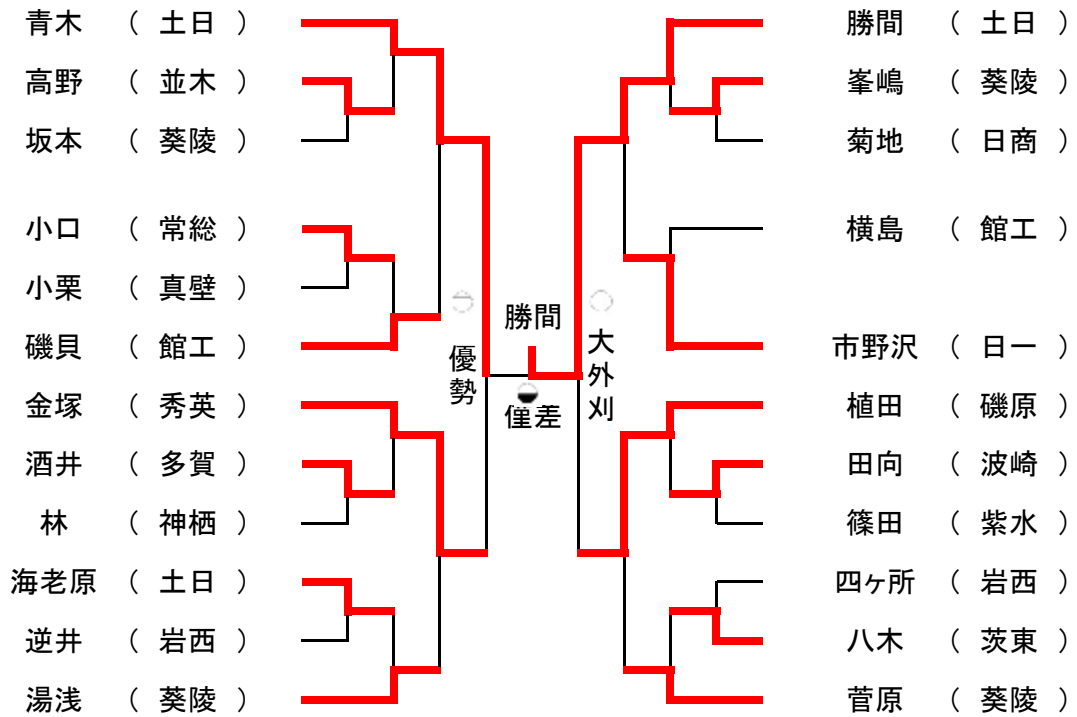 青木 （ 土日 ）
高野 （ 並木 ）
坂本 （ 葵陵 ）
小口 （ 常総 ）
小栗 （ 真壁 ）
磯貝 （ 館工 ）
金塚 （ 秀英 ）
酒井 （ 多賀 ）
林 （ 神栖 ）
海老原 （ 土日 ）
逆井 （ 岩西 ）
湯浅 （ 葵陵 ）
優勢
勝間
僅差
大外刈
勝間 （ 土日 ）
峯嶋 （ 葵陵 ）
菊地 （ 日商 ）
横島 （ 館工 ）
市野沢 （ 日一 ）
植田 （ 磯原 ）
田向 （ 波崎 ）
篠田 （ 紫水 ）
四ヶ所 （ 岩西 ）
八木 （ 茨東 ）
菅原 （ 葵陵 ）